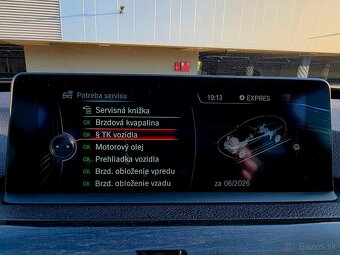 Potreba servisu
19:13
EXPRES
Servisná knižka
OK Brzdová kvapalina
OK § TK vozidla
OK Motorový olej
OK Prehliadka vozidla
OK Brzd. obloženie vpredu
OK Brzd. obloženie vzadu
za 06/2026
Bazos.sk